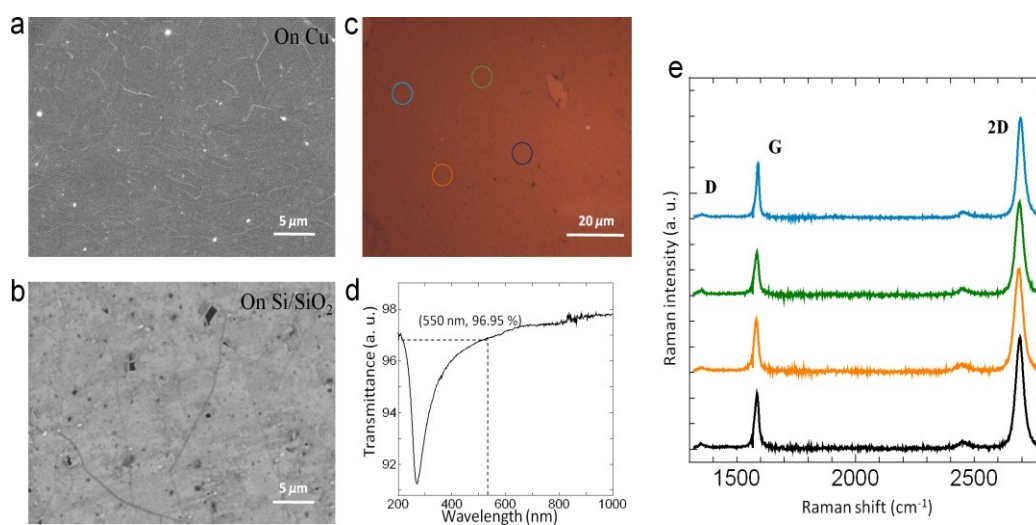 a
On Cu
5 μm
b
On Si/SiO2
5 μm
c
20 μm
d
98
96
94
92
91
(550 nm, 96.95 %)
Transmittance (a. u.)
200
400
600
800
1000
Wavelength (nm)
e
D
G
2D
Raman intensity (a. u.)
1500
2000
2500
Raman shift (cm-1)